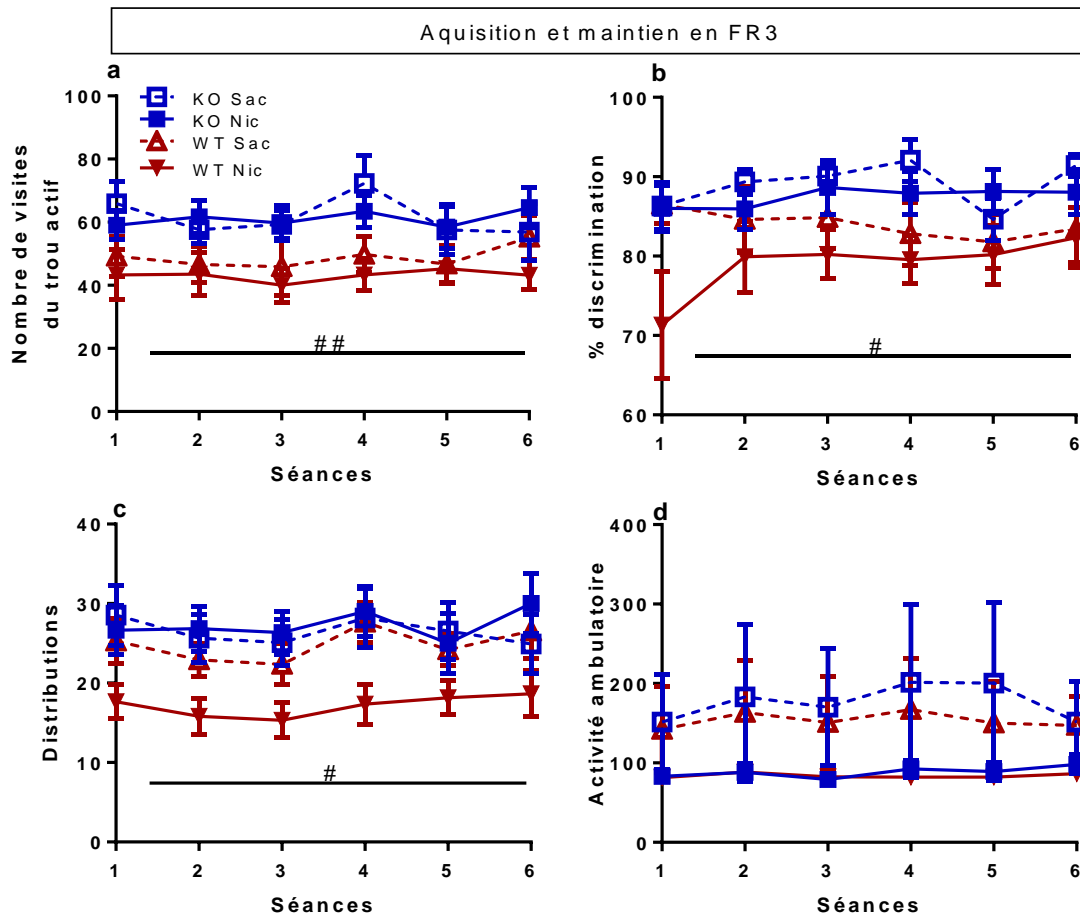 Aquisition et maintien en FR3
a
KO Sac
KO Nic
WT Sac
WT Nic
Nombre de visites
du trou actif
100
80
60
40
20
0
##
1 2 3 4 5 6
Séances
b
% discrimination
100
90
80
70
60
#
1 2 3 4 5 6
Séances
c
Distributions
40
30
20
10
0
#
1 2 3 4 5 6
Séances
d
Activité ambulatoire
400
300
200
100
0
1 2 3 4 5 6
Séances